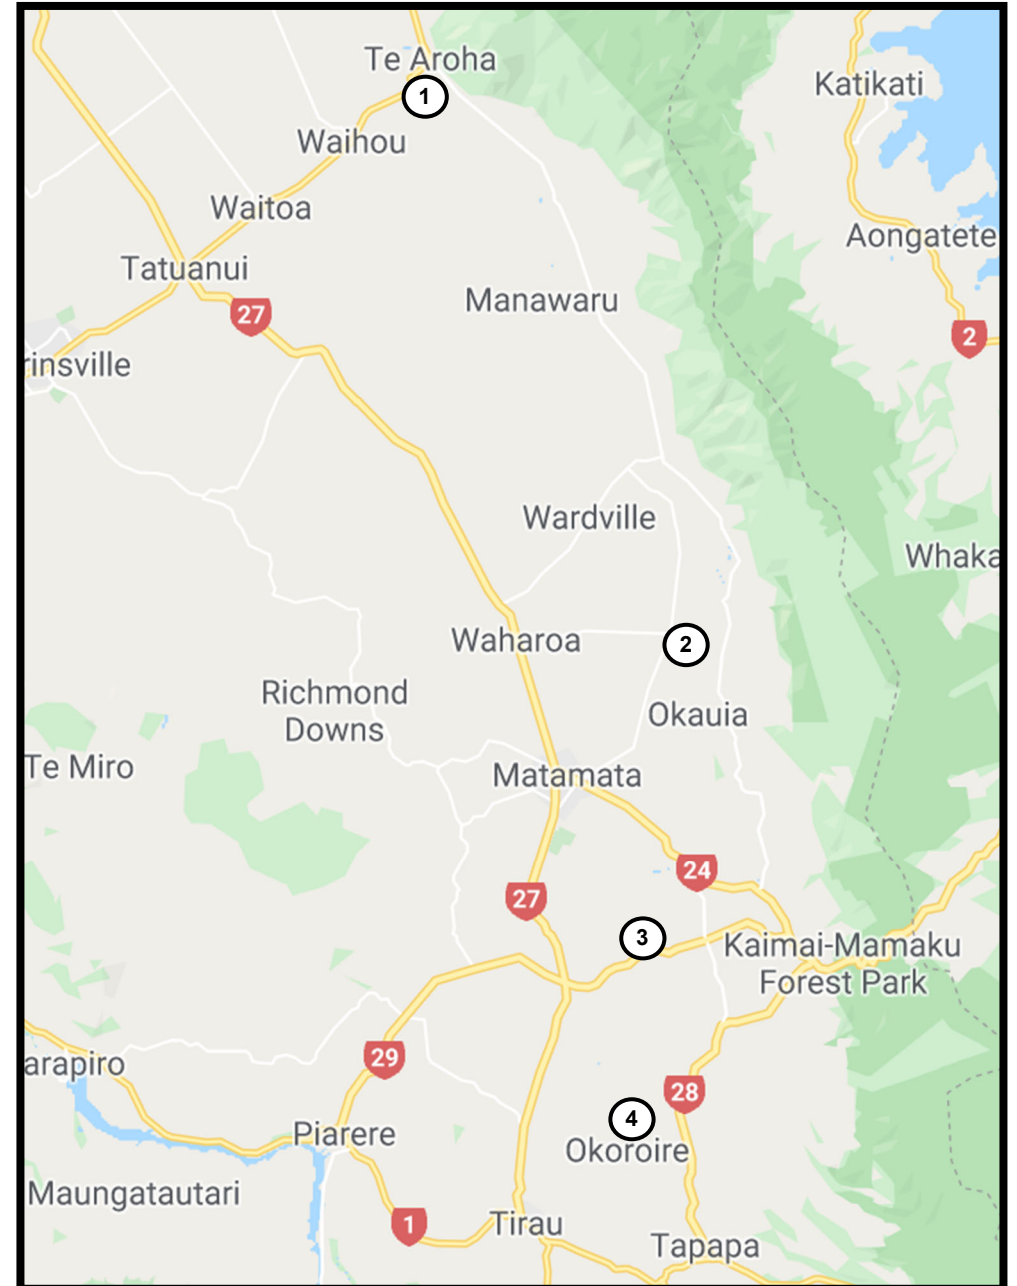 Te Aroha
Katikati
1
Waihou
Waitoa
Aongatete
Tatuanui
Manawaru
27
2
rinsville
Wardville
Whaka
Waharoa
2
Richmond
Downs
Okauia
Te Miro
Matamata
24
27
3
Kaimai-Mamaku
Forest Park
29
arapiro
28
4
Piarere
Okoroire
Maungatautari
1
Tirau
Tapapa